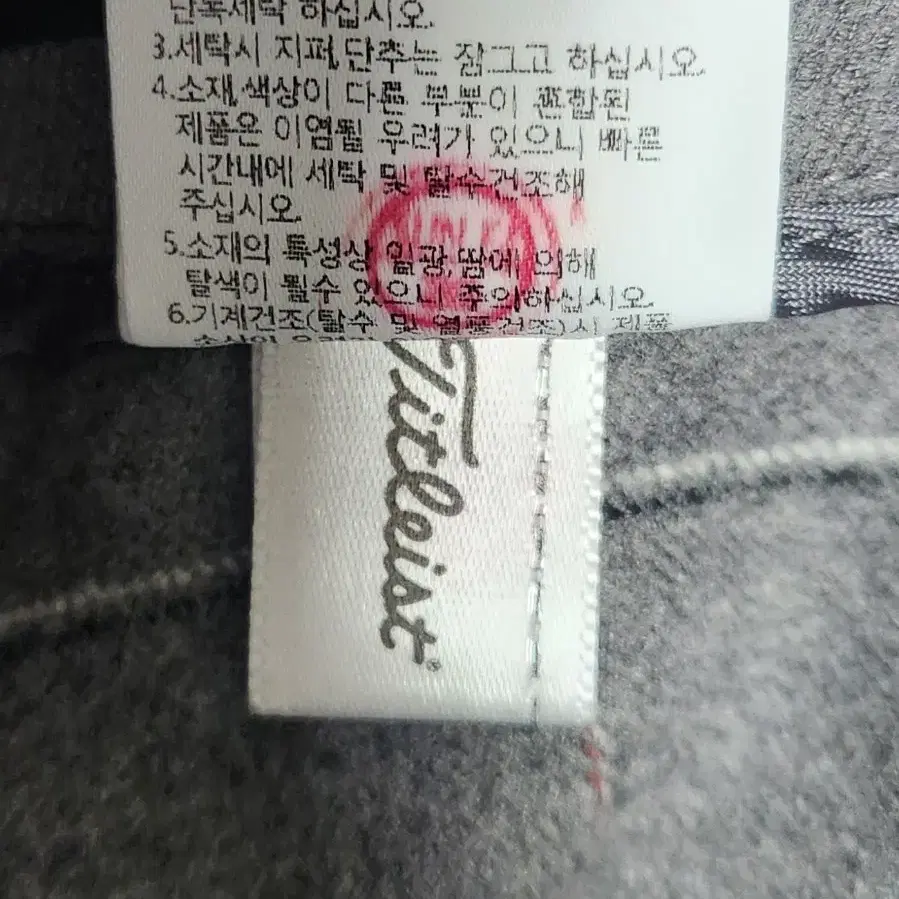 단독세탁 하십시오.
3.세탁시 지퍼,단추는 잠그고 하십시오.
4.소재,색상이 다른 부분이 혼합된
제품은 이염될 우려가 있으니 빠른
시간내에 세탁 및 탈수건조해
주십시오.
5.소재의 특성상 일광,땀에 의해
탈색이 될수 있으니 주의하십시오.
6.기계건조(탈수 및 열풍건조)시 제품
Titleist®